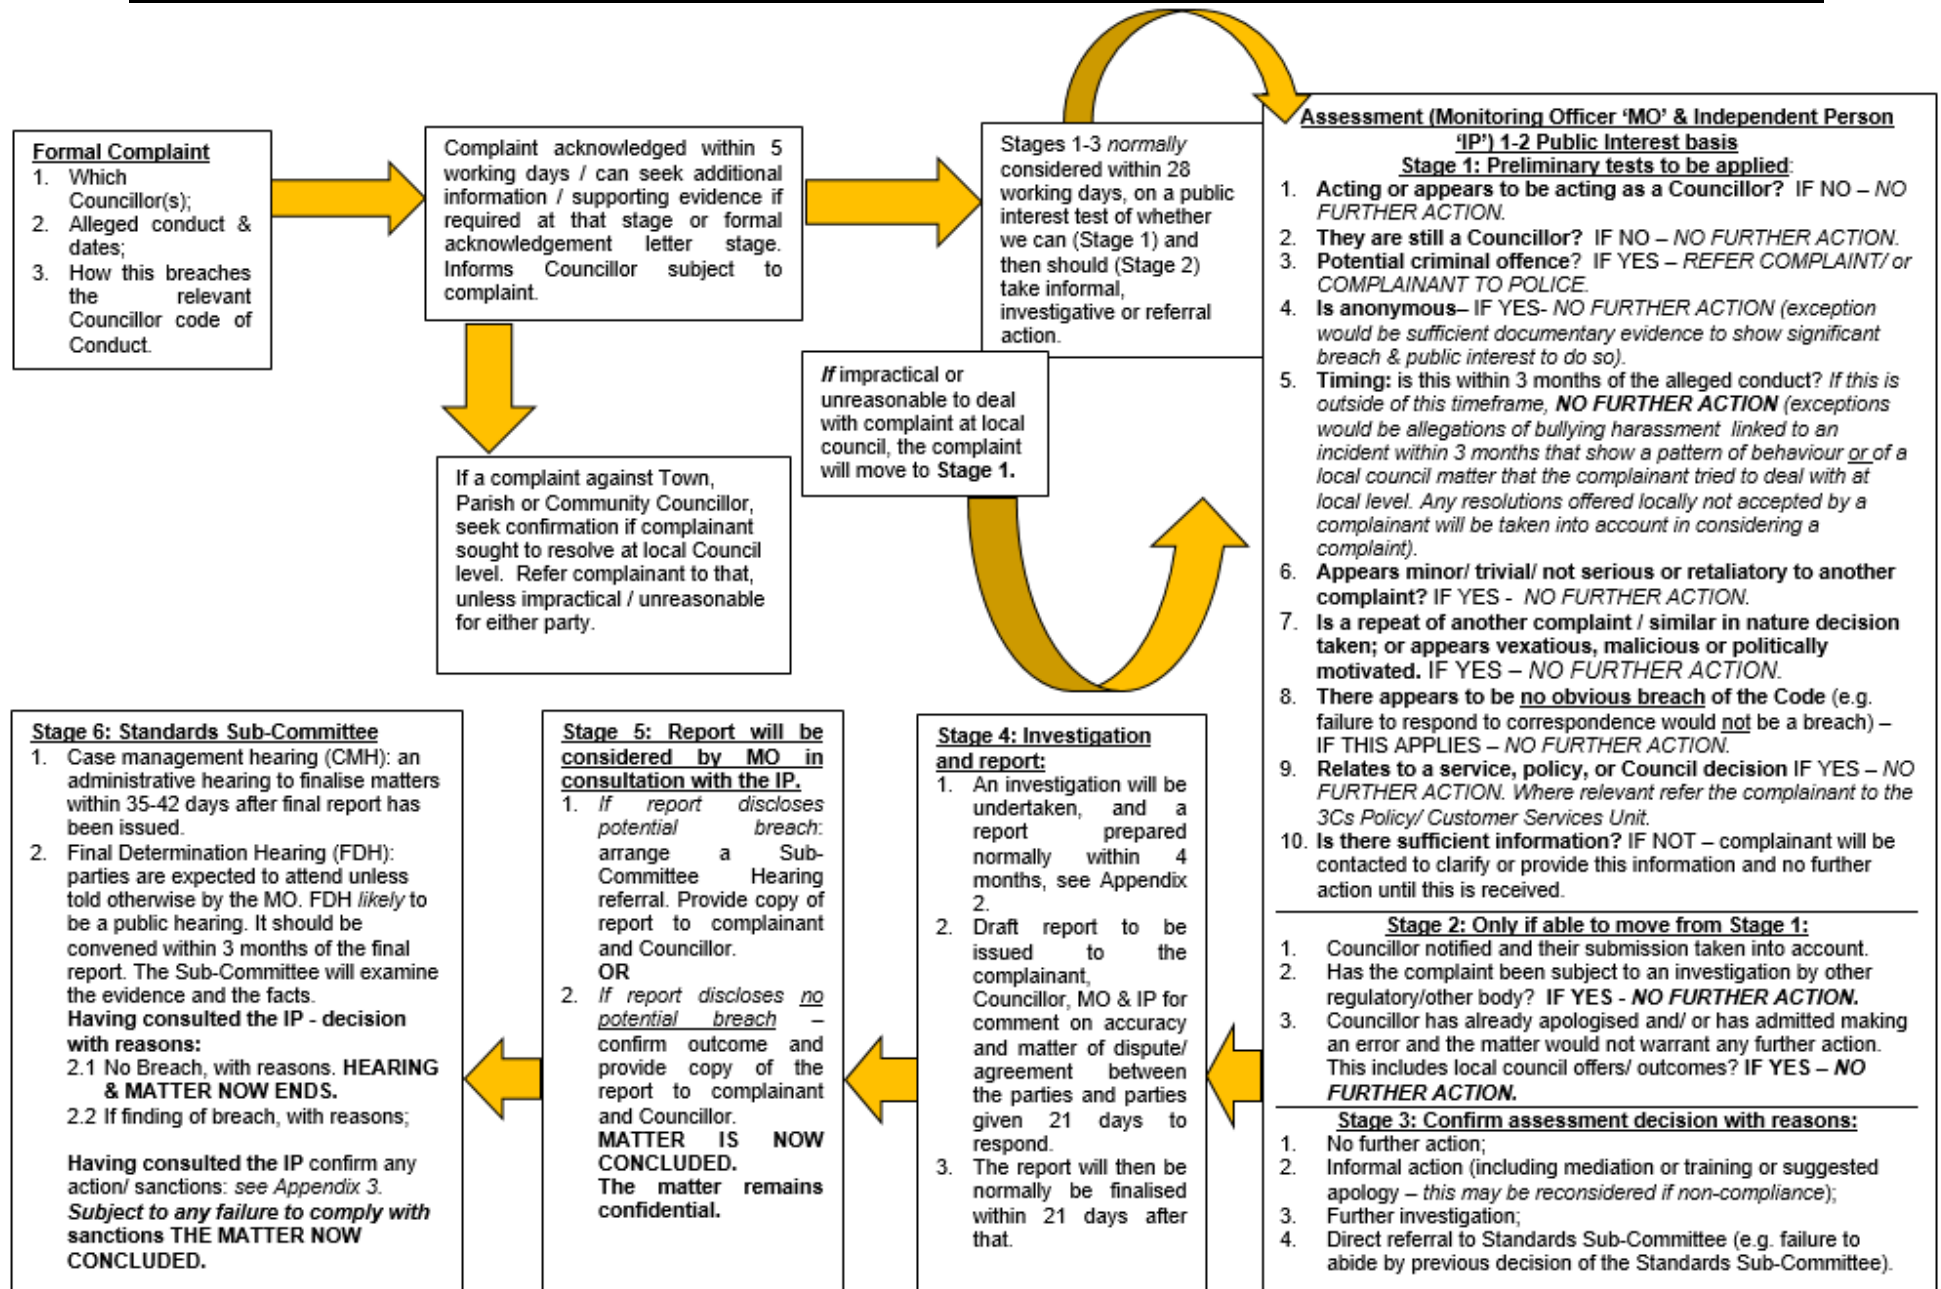 Formal Complaint
1. Which
Councillor(s);
2. Alleged conduct &
dates;
3. How this breaches
the relevant
Councillor code of
Conduct.
Complaint acknowledged within 5
working days / can seek additional
information / supporting evidence if
required at that stage or formal
acknowledgement letter stage.
Informs Councillor subject to
complaint.
If a complaint against Town,
Parish or Community Councillor,
seek confirmation if complainant
sought to resolve at local Council
level. Refer complainant to that,
unless impractical / unreasonable
for either party.
Stages 1-3 normally
considered within 28
working days, on a public
interest test of whether
we can (Stage 1) and
then should (Stage 2)
take informal,
investigative or referral
action.
If impractical or
unreasonable to deal
with complaint at local
council, the complaint
will move to Stage 1.
Assessment (Monitoring Officer ‘MO’ & Independent Person
‘IP’) 1-2 Public Interest basis
Stage 1: Preliminary tests to be applied:
1. Acting or appears to be acting as a Councillor? IF NO – NO
FURTHER ACTION.
2. They are still a Councillor? IF NO – NO FURTHER ACTION.
3. Potential criminal offence? IF YES – REFER COMPLAINT/ or
COMPLAINANT TO POLICE.
4. Is anonymous– IF YES- NO FURTHER ACTION (exception
would be sufficient documentary evidence to show significant
breach & public interest to do so).
5. Timing: is this within 3 months of the alleged conduct? If this is
outside of this timeframe, NO FURTHER ACTION (exceptions
would be allegations of bullying harassment linked to an
incident within 3 months that show a pattern of behaviour or of a
local council matter that the complainant tried to deal with at
local level. Any resolutions offered locally not accepted by a
complainant will be taken into account in considering a
complaint).
6. Appears minor/ trivial/ not serious or retaliatory to another
complaint? IF YES - NO FURTHER ACTION.
7. Is a repeat of another complaint / similar in nature decision
taken; or appears vexatious, malicious or politically
motivated. IF YES – NO FURTHER ACTION.
8. There appears to be no obvious breach of the Code (e.g.
failure to respond to correspondence would not be a breach) –
IF THIS APPLIES – NO FURTHER ACTION.
9. Relates to a service, policy, or Council decision IF YES – NO
FURTHER ACTION. Where relevant refer the complainant to the
3Cs Policy/ Customer Services Unit.
10. Is there sufficient information? IF NOT – complainant will be
contacted to clarify or provide this information and no further
action until this is received.
Stage 2: Only if able to move from Stage 1:
1. Councillor notified and their submission taken into account.
2. Has the complaint been subject to an investigation by other
regulatory/other body? IF YES - NO FURTHER ACTION.
3. Councillor has already apologised and/ or has admitted making
an error and the matter would not warrant any further action.
This includes local council offers/ outcomes? IF YES – NO
FURTHER ACTION.
Stage 3: Confirm assessment decision with reasons:
1. No further action;
2. Informal action (including mediation or training or suggested
apology – this may be reconsidered if non-compliance);
3. Further investigation;
4. Direct referral to Standards Sub-Committee (e.g. failure to
abide by previous decision of the Standards Sub-Committee).
Stage 4: Investigation
and report:
1. An investigation will be
undertaken, and a
report prepared
normally within 4
months, see Appendix
2.
2. Draft report to be
issued to the
complainant,
Councillor, MO & IP for
comment on accuracy
and matter of dispute/
agreement between
the parties and parties
given 21 days to
respond.
3. The report will then be
normally be finalised
within 21 days after
that.
Stage 5: Report will be
considered by MO in
consultation with the IP.
1. If report discloses
potential breach:
arrange a Sub-
Committee Hearing
referral. Provide copy of
report to complainant
and Councillor.
OR
2. If report discloses no
potential breach –
confirm outcome and
provide copy of the
report to complainant
and Councillor.
MATTER IS NOW
CONCLUDED.
The matter remains
confidential.
Stage 6: Standards Sub-Committee
1. Case management hearing (CMH): an
administrative hearing to finalise matters
within 35-42 days after final report has
been issued.
2. Final Determination Hearing (FDH):
parties are expected to attend unless
told otherwise by the MO. FDH likely to
be a public hearing. It should be
convened within 3 months of the final
report. The Sub-Committee will examine
the evidence and the facts.
Having consulted the IP - decision
with reasons:
2.1 No Breach, with reasons. HEARING
& MATTER NOW ENDS.
2.2 If finding of breach, with reasons;
Having consulted the IP confirm any
action/ sanctions: see Appendix 3.
Subject to any failure to comply with
sanctions THE MATTER NOW
CONCLUDED.